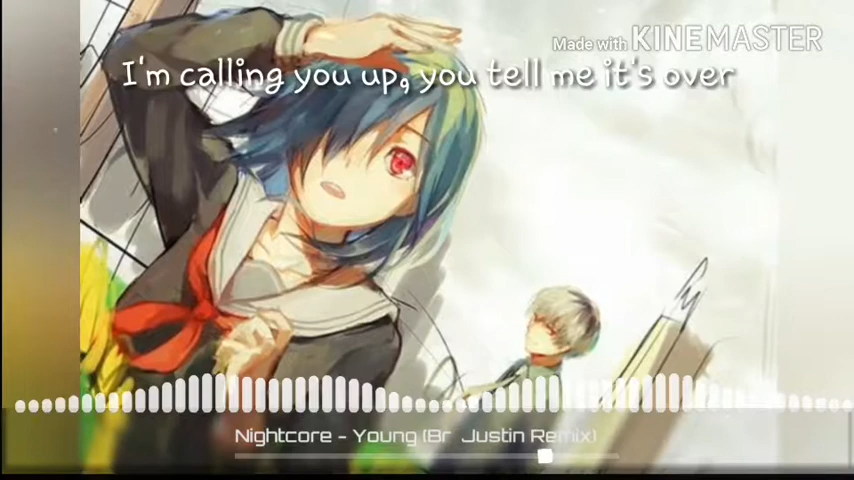 Made with KINEMASTER
I'm calling you up, you tell me it's over
Nightcore - Young (Br  Justin Remix)